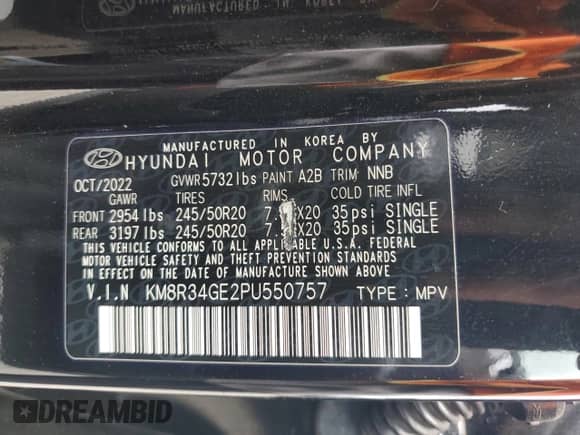 MANUFACTURED IN KOREA BY
HYUNDAI MOTOR COMPANY
OCT/2022 GVWR 5732 lbs PAINT A2B TRIM NNB
GAWR TIRES RIMS COLD TIRE INFL
FRONT 2954 lbs 245/50R20 X20 35psi SINGLE
REAR 3197 lbs 245/50R20 X20 35psi SINGLE
THIS VEHICLE CONFORMS TO ALL U.S.A. FEDERAL
MOTOR VEHICLE SAFETY AND THEFT PREVENTION STANDARDS
IN EFFECT ON THE DATE OF MANUFACTURE SHOWN ABOVE.
V.I.N KM8R34GE2PU550757 TYPE : MPV
DREAMBID